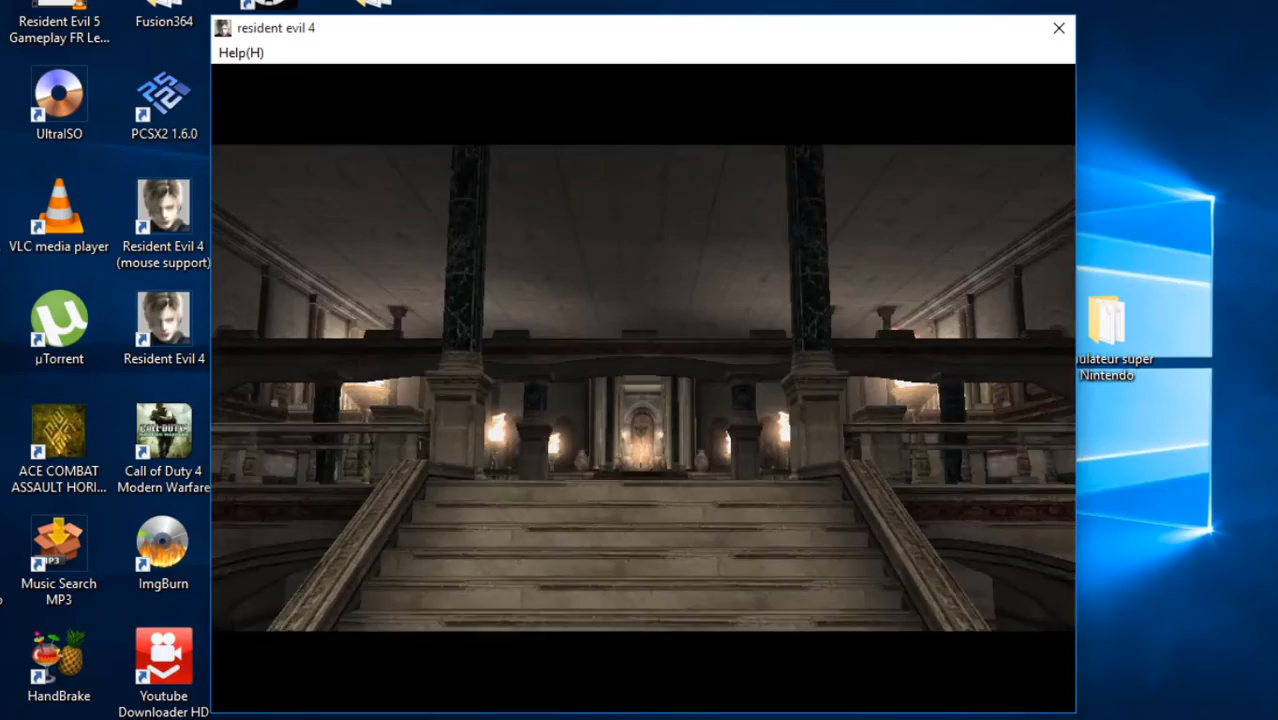 Resident Evil 5
Gameplay FR Le...
Fusion364
UltraISO
PCSX2 1.6.0
VLC media player
Resident Evil 4
(mouse support)
µTorrent
Resident Evil 4
ACE COMBAT
ASSAULT HORI...
Call of Duty 4
Modern Warfare
Music Search
MP3
ImgBurn
HandBrake
Youtube
Downloader HD
resident evil 4
Help(H)
ulateur super
Nintendo